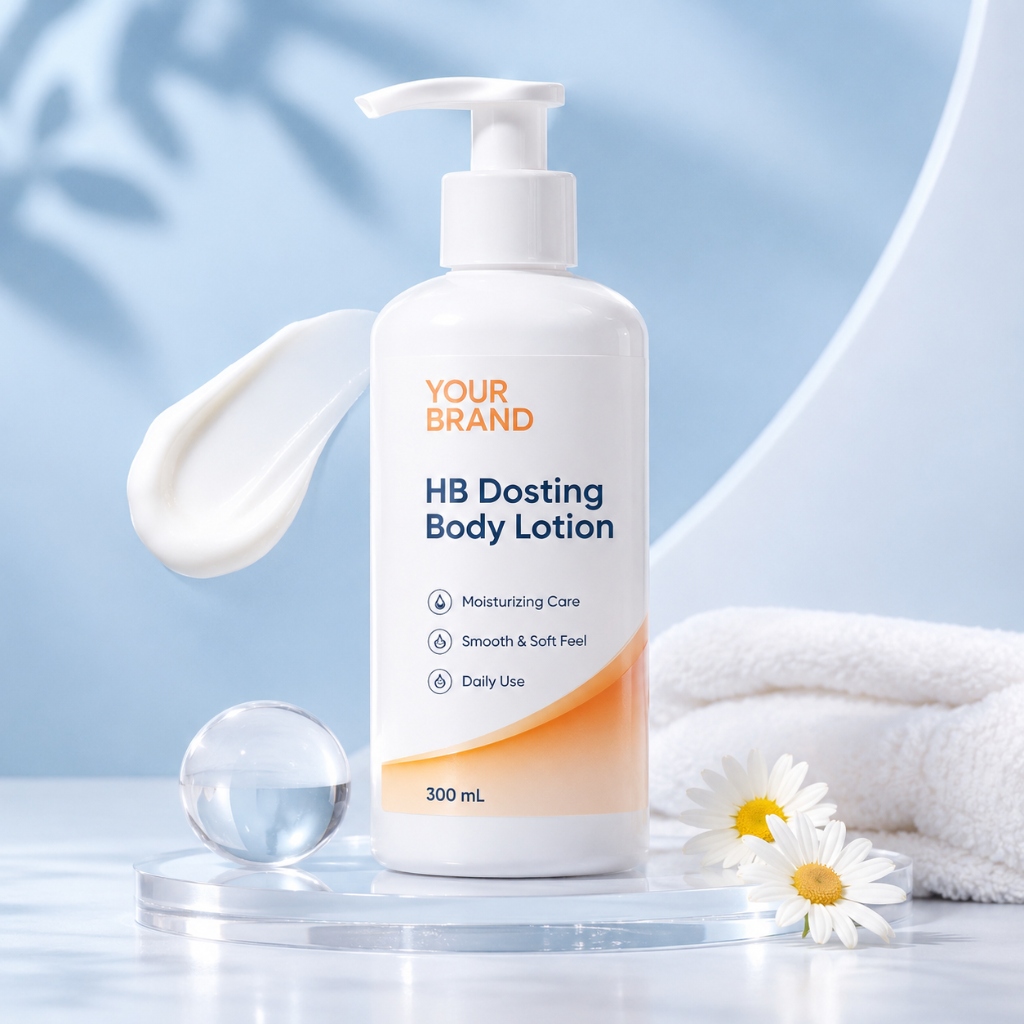 YOUR
BRAND
HB Dosting
Body Lotion
Moisturizing Care
Smooth & Soft Feel
Daily Use
300 mL